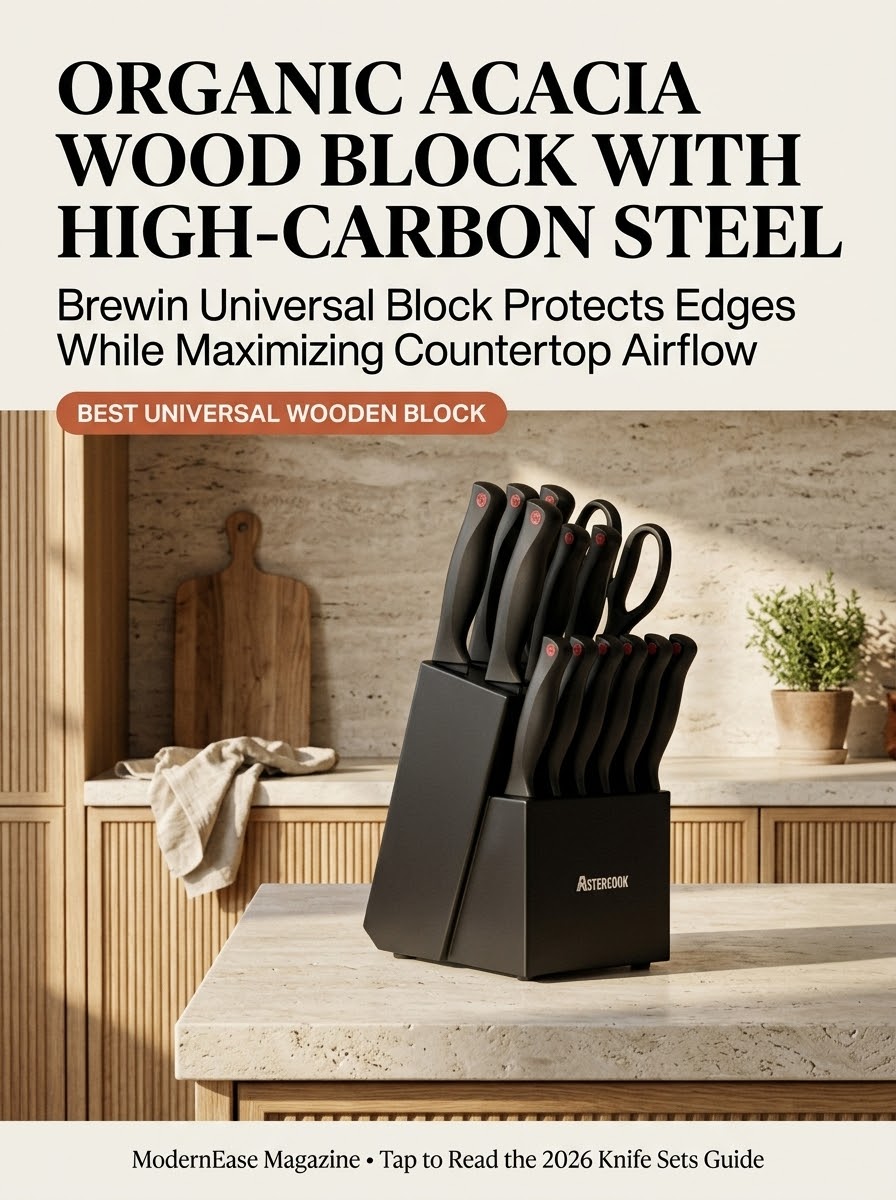 ORGANIC ACACIA
WOOD BLOCK WITH
HIGH-CARBON STEEL
Brewin Universal Block Protects Edges
While Maximizing Countertop Airflow
BEST UNIVERSAL WOODEN BLOCK
ASTERCOOK
ModernEase Magazine • Tap to Read the 2026 Knife Sets Guide